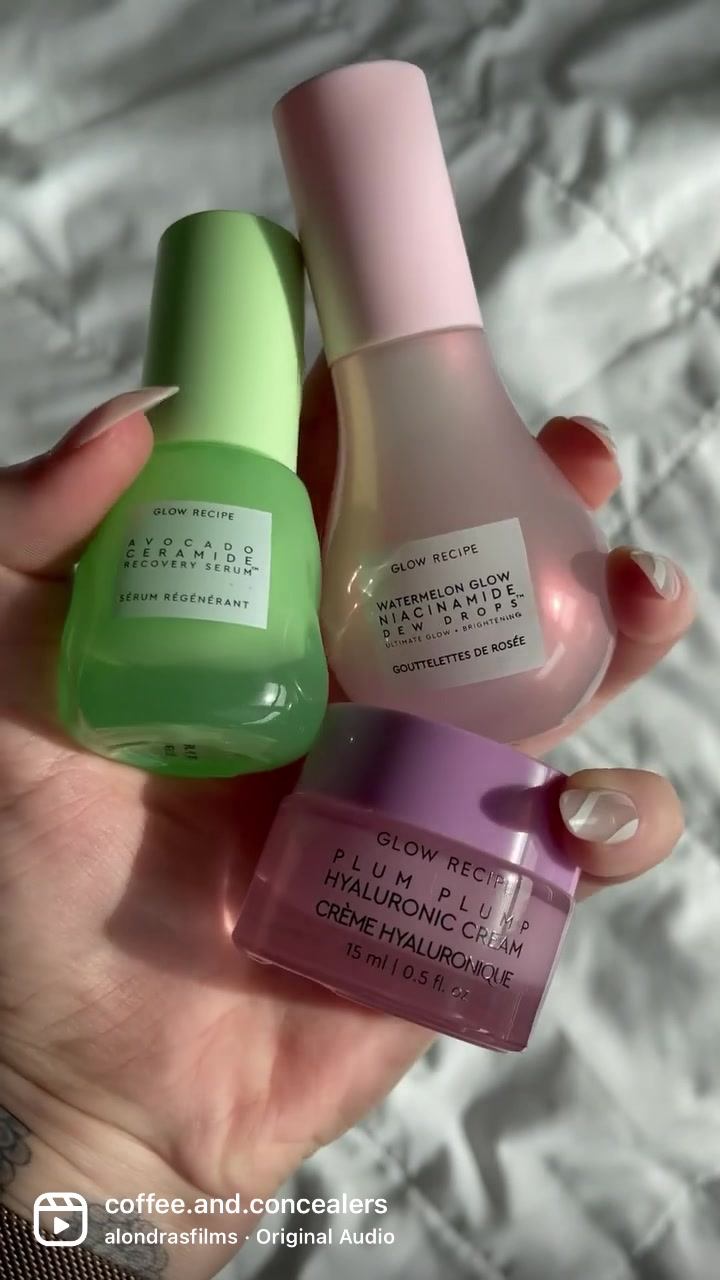 GLOW RECIPE
AVOCADO
CERAMIDE
RECOVERY SERUM™
SÉRUM RÉGÉNÉRANT
GLOW RECIPE
WATERMELON GLOW
NIACINAMIDE
DEW DROPS™
ULTIMATE GLOW • BRIGHTENING
GOUTTELETTES DE ROSÉE
GLOW RECIPE
PLUM PLUMP
HYALURONIC CREAM
CRÈME HYALURONIQUE
15 ml | 0.5 fl. oz
coffee.and.concealers
alondrasfilms · Original Audio